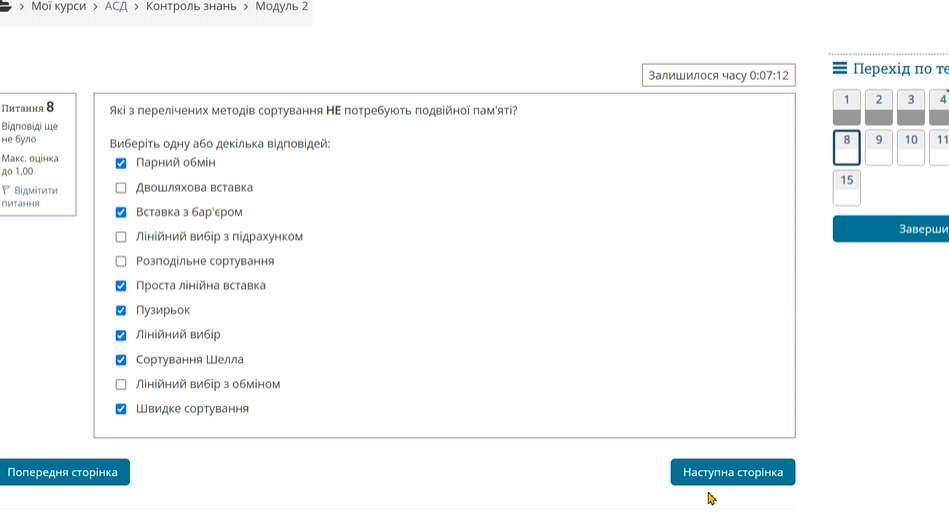 Мої курси > АСД > Контроль знань > Модуль 2
Залишилося часу 0:07:12
Перехід по
1 2 3 4
8 9 10 11
15
Заверши
Питання 8
Відповіді ще
не було
Макс. оцінка
до 1,00
Відмітити
питання
Які з перелічених методів сортування НЕ потребують подвійної пам'яті?
Виберіть одну або декілька відповідей:
Парний обмін
Двошляхова вставка
Вставка з бар'єром
Лінійний вибір з підрахунком
Розподільне сортування
Проста лінійна вставка
Пузирьок
Лінійний вибір
Сортування Шелла
Лінійний вибір з обміном
Швидке сортування
Попередня сторінка
Наступна сторінка